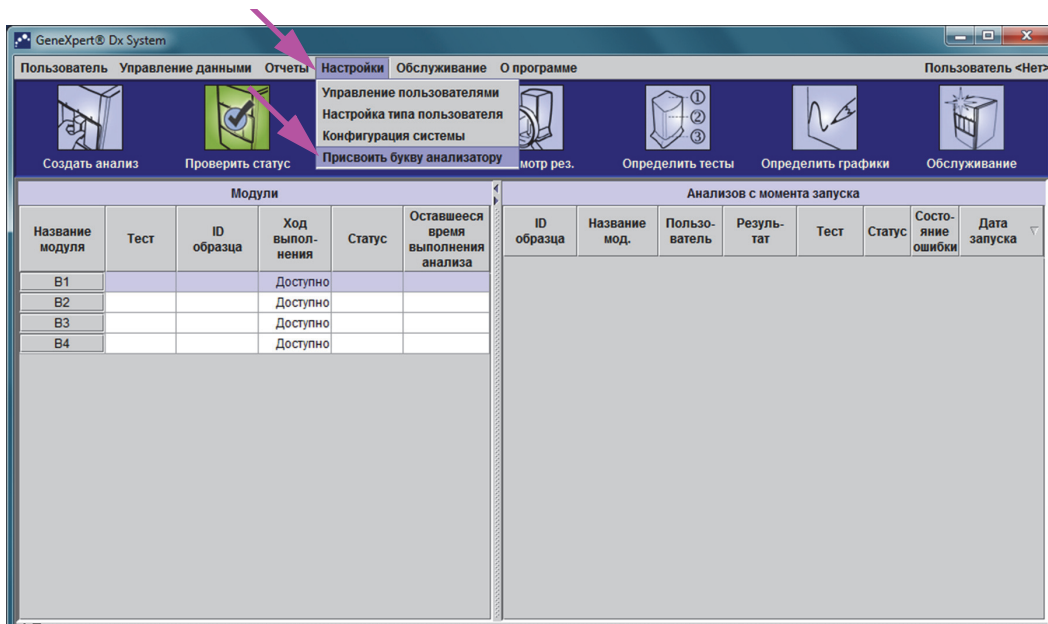 GeneXpert® Dx System
Пользователь Управление данными Отчеты Настройки Обслуживание О программе Пользователь <Нет>
Управление пользователями
Настройка типа пользователя
Конфигурация системы
Присвоить букву анализатору
Создать анализ Проверить статус мотр рез. Определить тесты Определить графики Обслуживание
Модули
Название модуля Тест ID образца Ход выпол-нения Статус Оставшееся время выполнения анализа
B1 Доступно
B2 Доступно
B3 Доступно
B4 Доступно
Анализов с момента запуска
ID образца Название мод. Пользо-ватель Резуль-тат Тест Статус Состо-яние ошибки Дата запуска